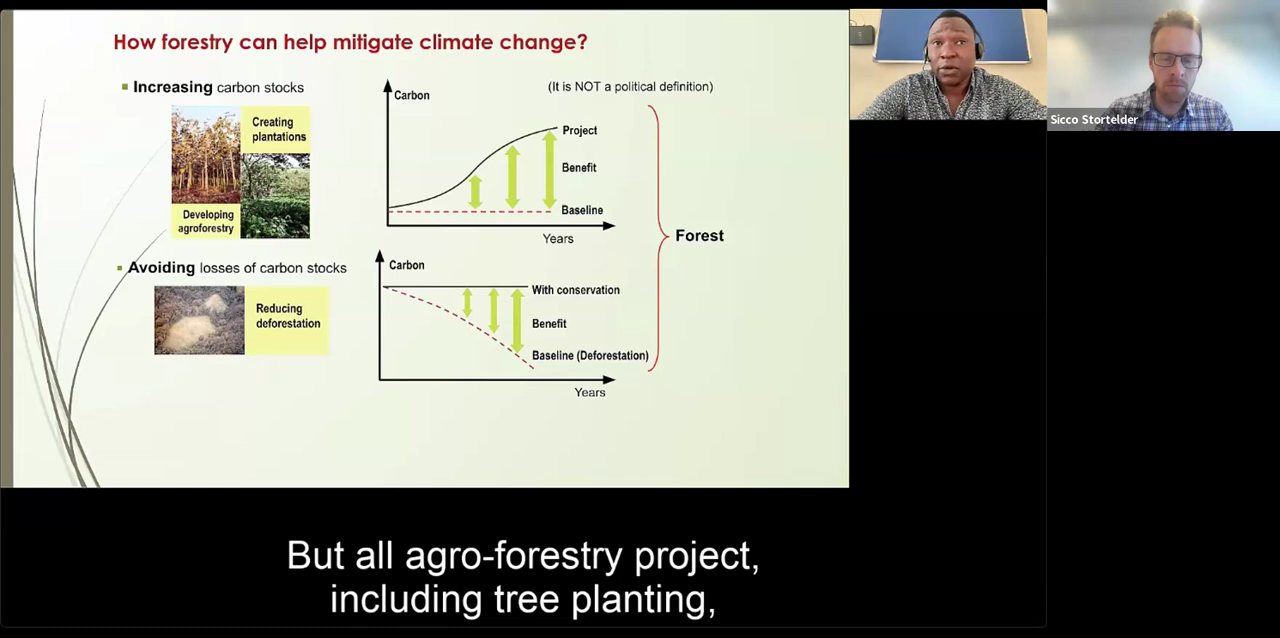 How forestry can help mitigate climate change?
Increasing carbon stocks
Creating
plantations
Developing
agroforestry
Carbon
(It is NOT a political definition)
Project
Benefit
Baseline
Years
Forest
Avoiding losses of carbon stocks
Reducing
deforestation
Carbon
With conservation
Benefit
Baseline (Deforestation)
Years
Sicco Stortelder
But all agro-forestry project,
including tree planting,